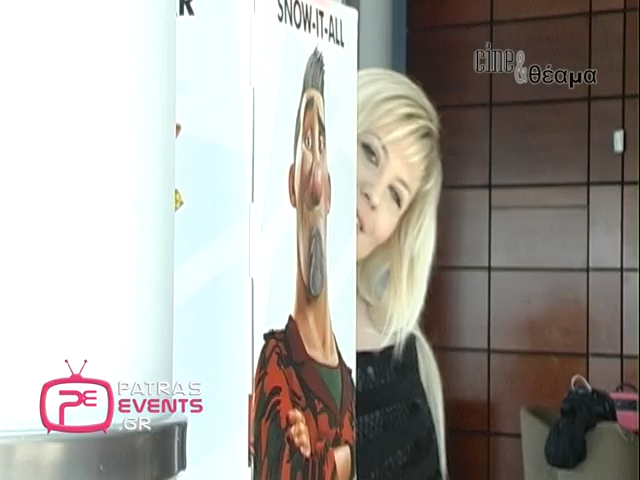 R
SNOW-IT-ALL
cine&θέαμα
PE
PATRAS
EVENTS
GR